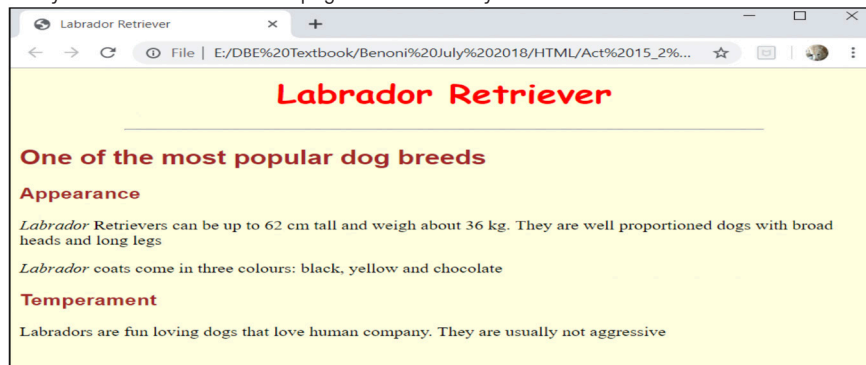 Labrador Retriever
File | E:/DBE%20Textbook/Benoni%20July%202018/HTML/Act%2015_2%...
Labrador Retriever
One of the most popular dog breeds
Appearance
Labrador Retrievers can be up to 62 cm tall and weigh about 36 kg. They are well proportioned dogs with broad
heads and long legs
Labrador coats come in three colours: black, yellow and chocolate
Temperament
Labradors are fun loving dogs that love human company. They are usually not aggressive